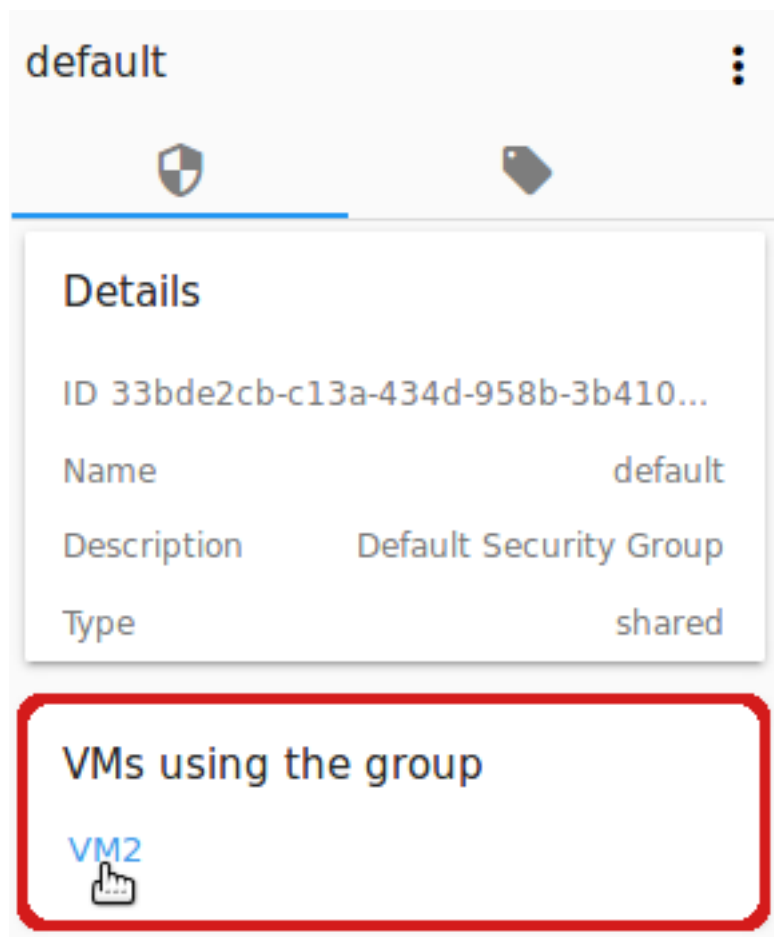 default
Details
ID 33bde2cb-c13a-434d-958b-3b410...
Name default
Description Default Security Group
Type shared
VMs using the group
VM2